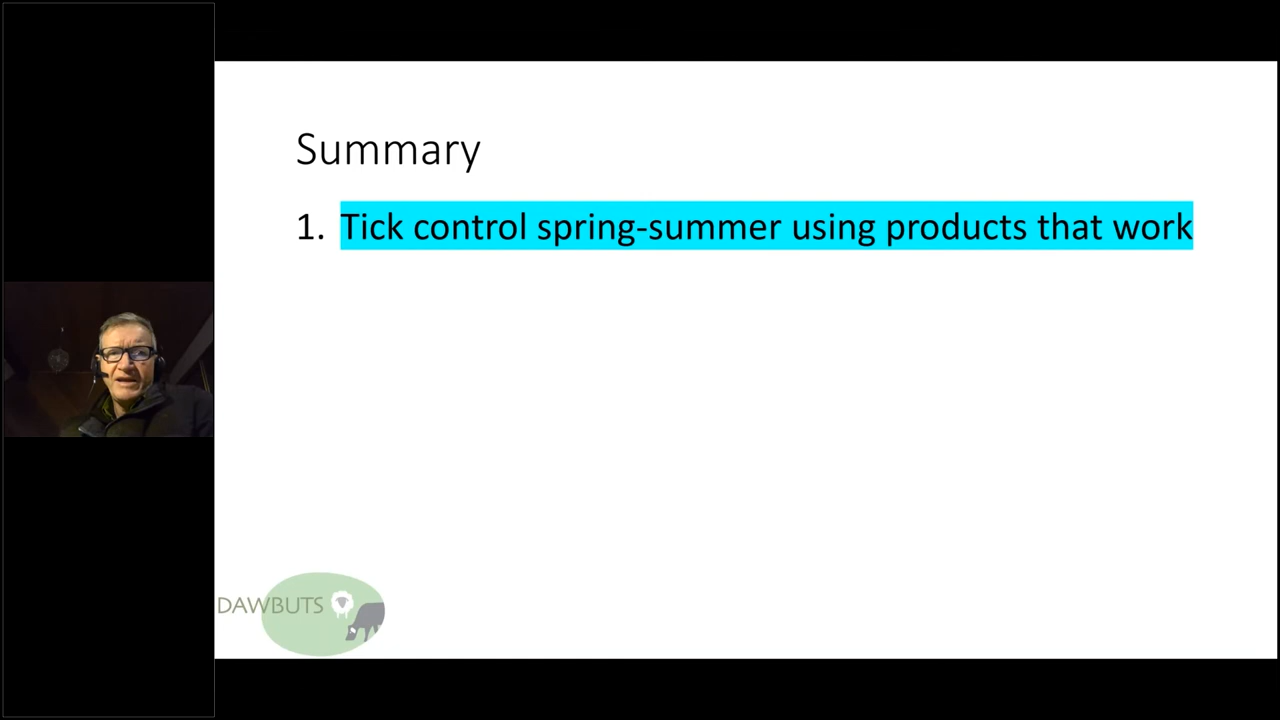 Summary
1. Tick control spring-summer using products that work
DAWBUTS